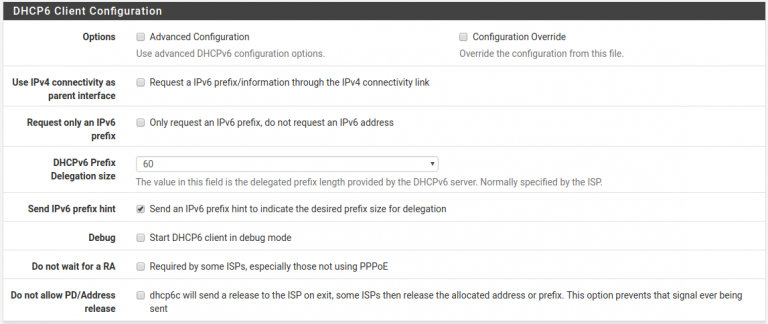 DHCP6 Client Configuration
Options
Advanced Configuration
Configuration Override
Use advanced DHCPv6 configuration options.
Override the configuration from this file.
Use IPv4 connectivity as
parent interface
Request a IPv6 prefix/information through the IPv4 connectivity link
Request only an IPv6
prefix
Only request an IPv6 prefix, do not request an IPv6 address
DHCPv6 Prefix
Delegation size
60
The value in this field is the delegated prefix length provided by the DHCPv6 server. Normally specified by the ISP.
Send IPv6 prefix hint
Send an IPv6 prefix hint to indicate the desired prefix size for delegation
Debug
Start DHCP6 client in debug mode
Do not wait for a RA
Required by some ISPs, especially those not using PPPoE
Do not allow PD/Address
release
dhcp6c will send a release to the ISP on exit, some ISPs then release the allocated address or prefix. This option prevents that signal ever being
sent